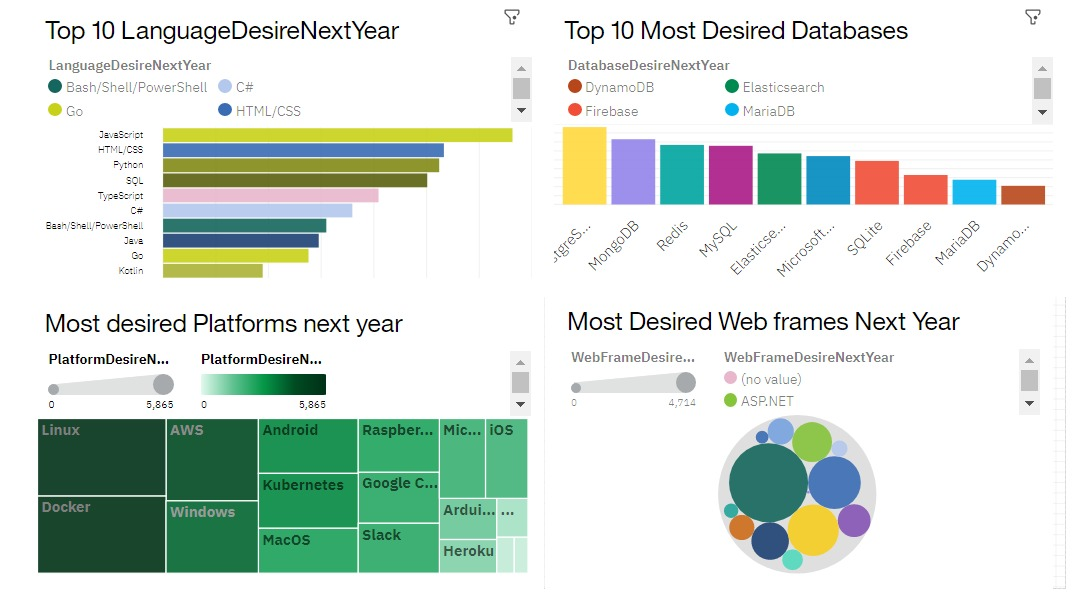 Top 10 LanguageDesireNextYear
LanguageDesireNextYear
Bash/Shell/PowerShell C#
Go HTML/CSS
JavaScript
HTML/CSS
Python
SQL
TypeScript
C#
Bash/Shell/PowerShell
Java
Go
Kotlin
Top 10 Most Desired Databases
DatabaseDesireNextYear
DynamoDB Elasticsearch
Firebase MariaDB
stgreS... MongoDB Redis MySQL Elasticse... Microsoft... SQLite Firebase MariaDB Dynamo...
Most desired Platforms next year
PlatformDesireN... PlatformDesireN...
0 5,865 0 5,865
Linux AWS Android Raspber... Mic... iOS
Kubernetes Google C...
Docker Windows Ardui... ...
MacOS Slack Heroku
Most Desired Web frames Next Year
WebFrameDesire... WebFrameDesireNextYear
(no value)
0 4,714 ASP.NET